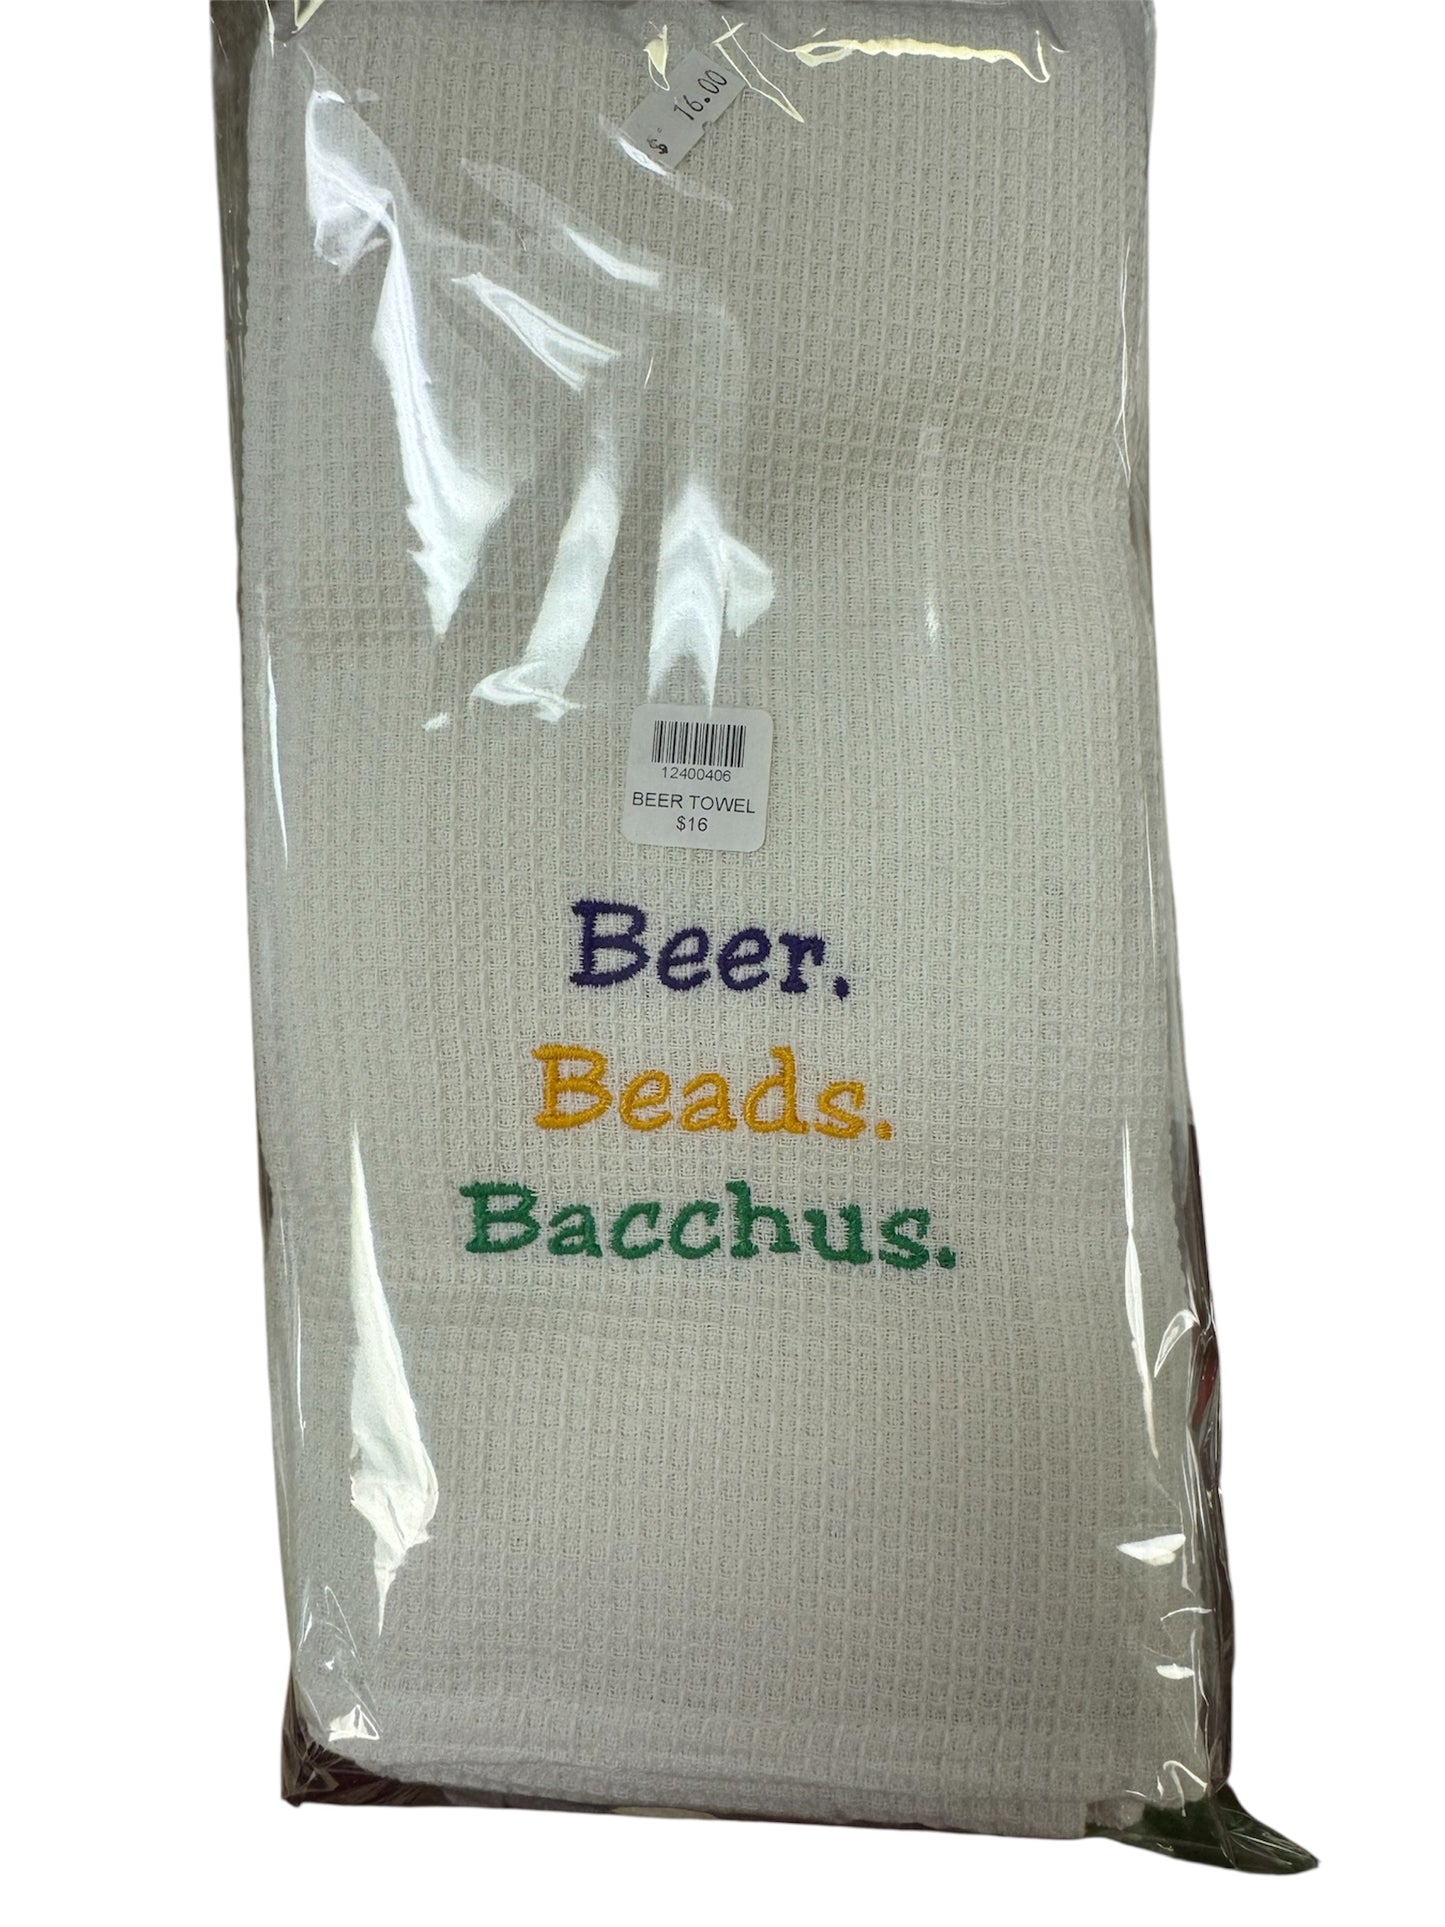 16.00
12400406
BEER TOWEL
$16
Beer.
Beads.
Bacchus.